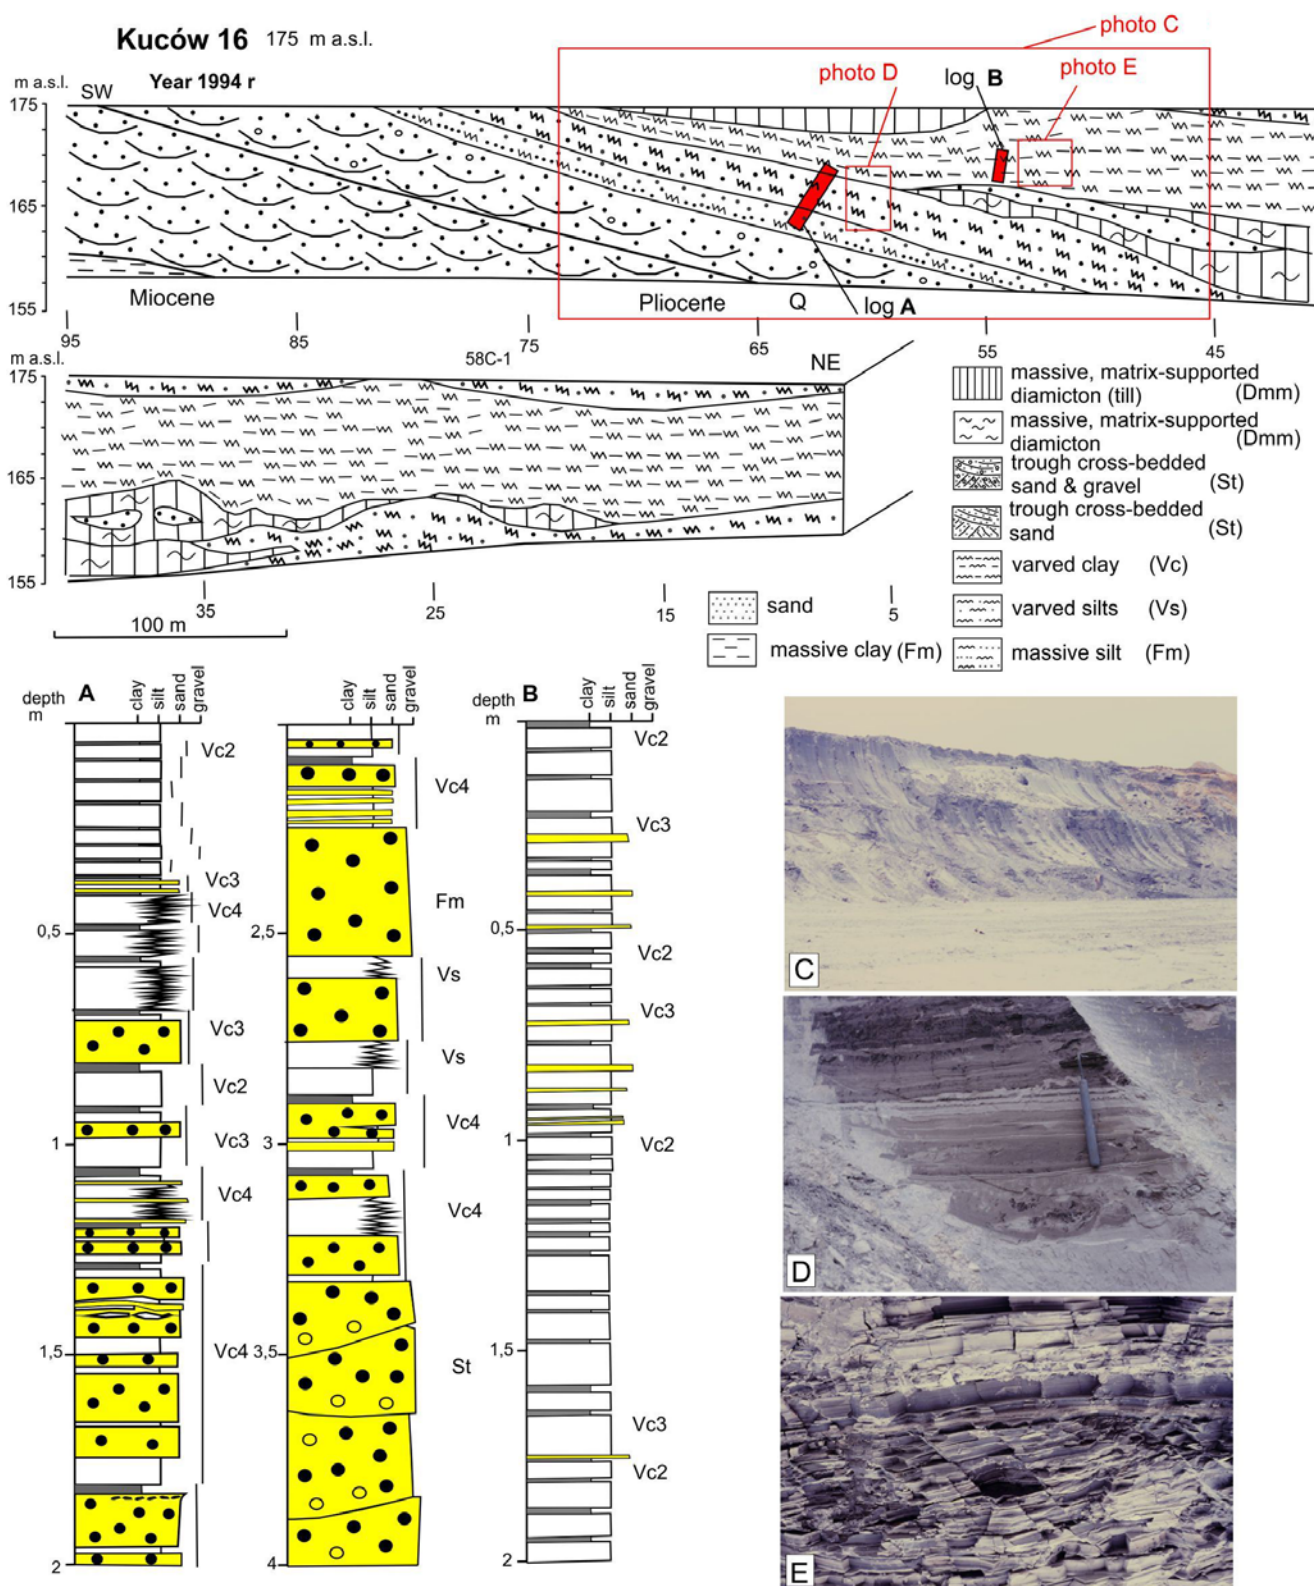 Kuców 16 175 m a.s.l.
Year 1994 r
photo C
photo D
log B
photo E
m a.s.l.
SW
175
165
155
Miocene
Pliocene
Q
log A
95
85
75
65
55
45
m a.s.l.
58C-1
NE
175
165
155
35
25
15
5
100 m
massive, matrix-supported
diamicton (till) (Dmm)
massive, matrix-supported
diamicton (Dmm)
trough cross-bedded
sand & gravel (St)
trough cross-bedded
sand (St)
varved clay (Vc)
varved silts (Vs)
massive silt (Fm)
sand
massive clay (Fm)
depth
m
A
clay
silt
sand
gravel
Vc2
Vc3
Vc4
0,5
Vc3
Vc2
1
Vc3
Vc4
Vc4
1,5
2
clay
silt
sand
gravel
Vc4
2,5
Fm
Vs
Vs
Vc4
3
Vc4
3,5
St
4
depth
m
B
clay
silt
sand
gravel
Vc2
Vc3
0,5
Vc2
Vc3
1
Vc2
1,5
Vc3
Vc2
2
C
D
E